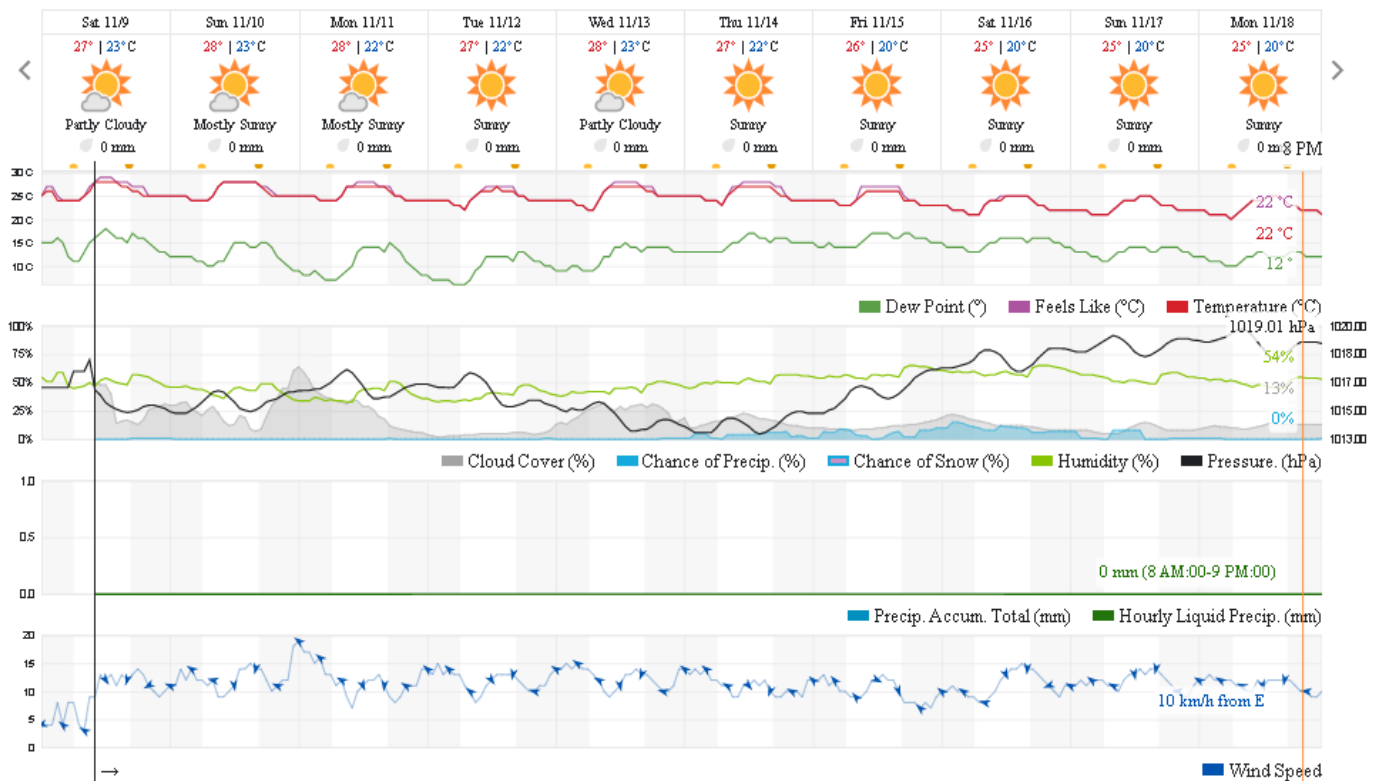 Sat 11/9 Sun 11/10 Mon 11/11 Tue 11/12 Wed 11/13 Thu 11/14 Fri 11/15 Sat 11/16 Sun 11/17 Mon 11/18
27° | 23°C 28° | 23°C 28° | 22°C 27° | 22°C 28° | 23°C 27° | 22°C 26° | 20°C 25° | 20°C 25° | 20°C 25° | 20°C
Partly Cloudy Mostly Sunny Mostly Sunny Sunny Partly Cloudy Sunny Sunny Sunny Sunny Sunny
0 mm 0 mm 0 mm 0 mm 0 mm 0 mm 0 mm 0 mm 0 mm 0 m 8 PM
30 C
25 C
22 °C
20 C
22 °C
15 C
10 C
12 °
Dew Point (°) Feels Like (°C) Temperature (°C)
100% 1019.01 hPa 1020.00
75% 54% 1018.00
50% 13% 1017.00
25% 0% 1015.00
0% 1013.00
Cloud Cover (%) Chance of Precip. (%) Chance of Snow (%) Humidity (%) Pressure. (hPa)
1.0
0.5
0 mm (8 AM:00-9 PM:00)
0.0
Precip. Accum. Total (mm) Hourly Liquid Precip. (mm)
20
15
10
10 km/h from E
5
0
→ Wind Speed